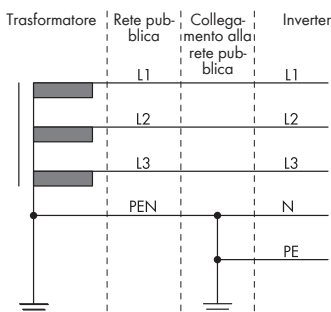 Trasformatore
Rete pub-
blica
Collega-
mento alla
rete pub-
blica
Inverter
L1
L1
L2
L2
L3
L3
PEN
N
PE